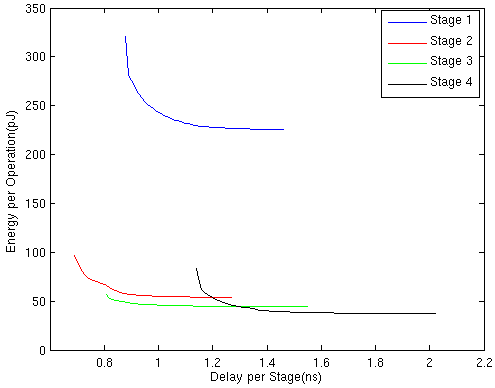 350
300
250
200
150
100
50
0
Energy per Operation(pJ)
Stage 1
Stage 2
Stage 3
Stage 4
0.8 1 1.2 1.4 1.6 1.8 2 2.2
Delay per Stage(ns)